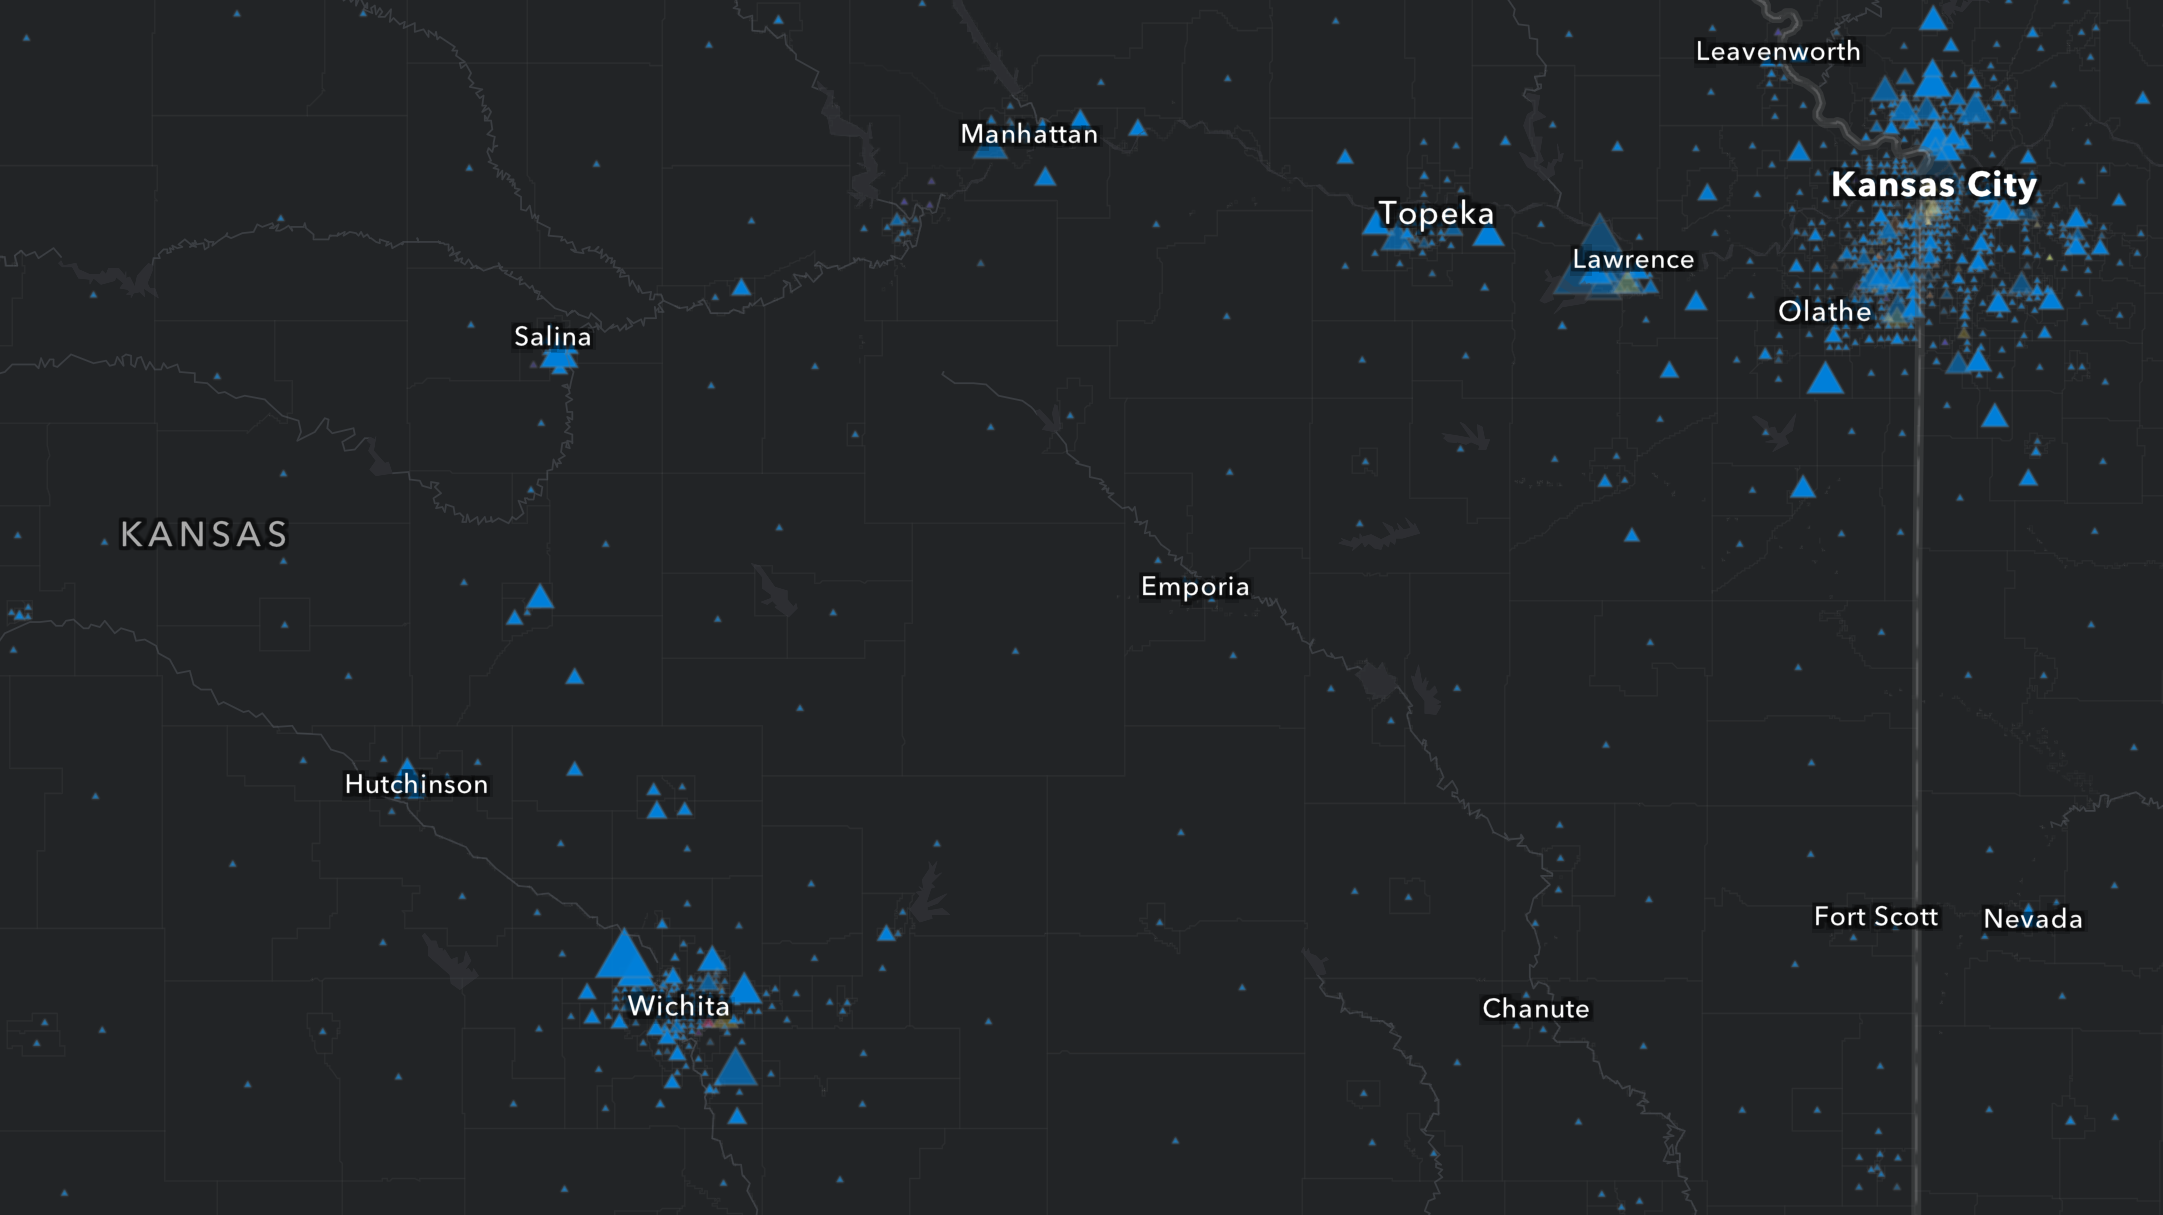 Leavenworth
Manhattan
Kansas City
Topeka
Lawrence
Olathe
Salina
KANSAS
Emporia
Hutchinson
Fort Scott
Nevada
Wichita
Chanute